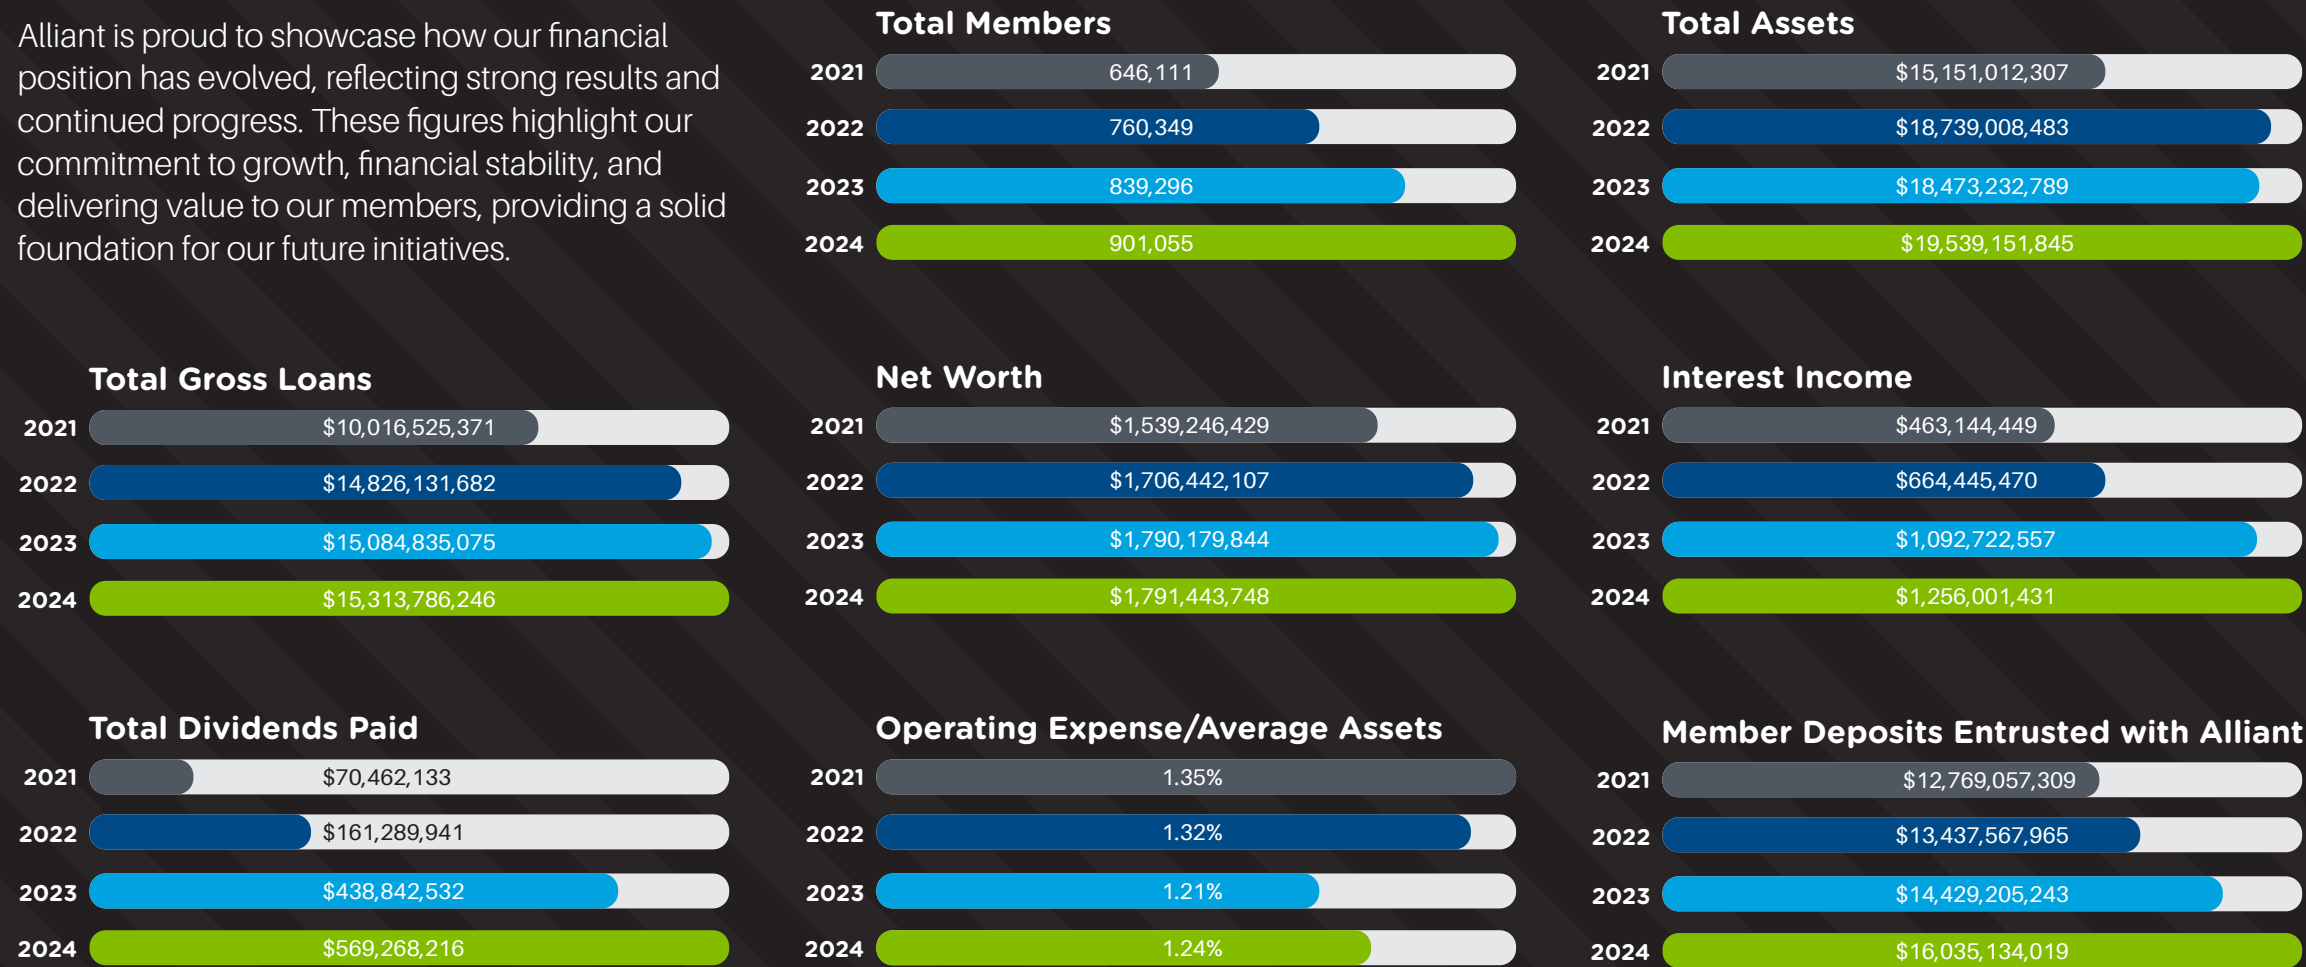 Alliant is proud to showcase how our financial
position has evolved, reflecting strong results and
continued progress. These figures highlight our
commitment to growth, financial stability, and
delivering value to our members, providing a solid
foundation for our future initiatives.
Total Members
2021 646,111
2022 760,349
2023 839,296
2024 901,055
Total Assets
2021 $15,151,012,307
2022 $18,739,008,483
2023 $18,473,232,789
2024 $19,539,151,845
Total Gross Loans
2021 $10,016,525,371
2022 $14,826,131,682
2023 $15,084,835,075
2024 $15,313,786,246
Net Worth
2021 $1,539,246,429
2022 $1,706,442,107
2023 $1,790,179,844
2024 $1,791,443,748
Interest Income
2021 $463,144,449
2022 $664,445,470
2023 $1,092,722,557
2024 $1,256,001,431
Total Dividends Paid
2021 $70,462,133
2022 $161,289,941
2023 $438,842,532
2024 $569,268,216
Operating Expense/Average Assets
2021 1.35%
2022 1.32%
2023 1.21%
2024 1.24%
Member Deposits Entrusted with Alliant
2021 $12,769,057,309
2022 $13,437,567,965
2023 $14,429,205,243
2024 $16,035,134,019